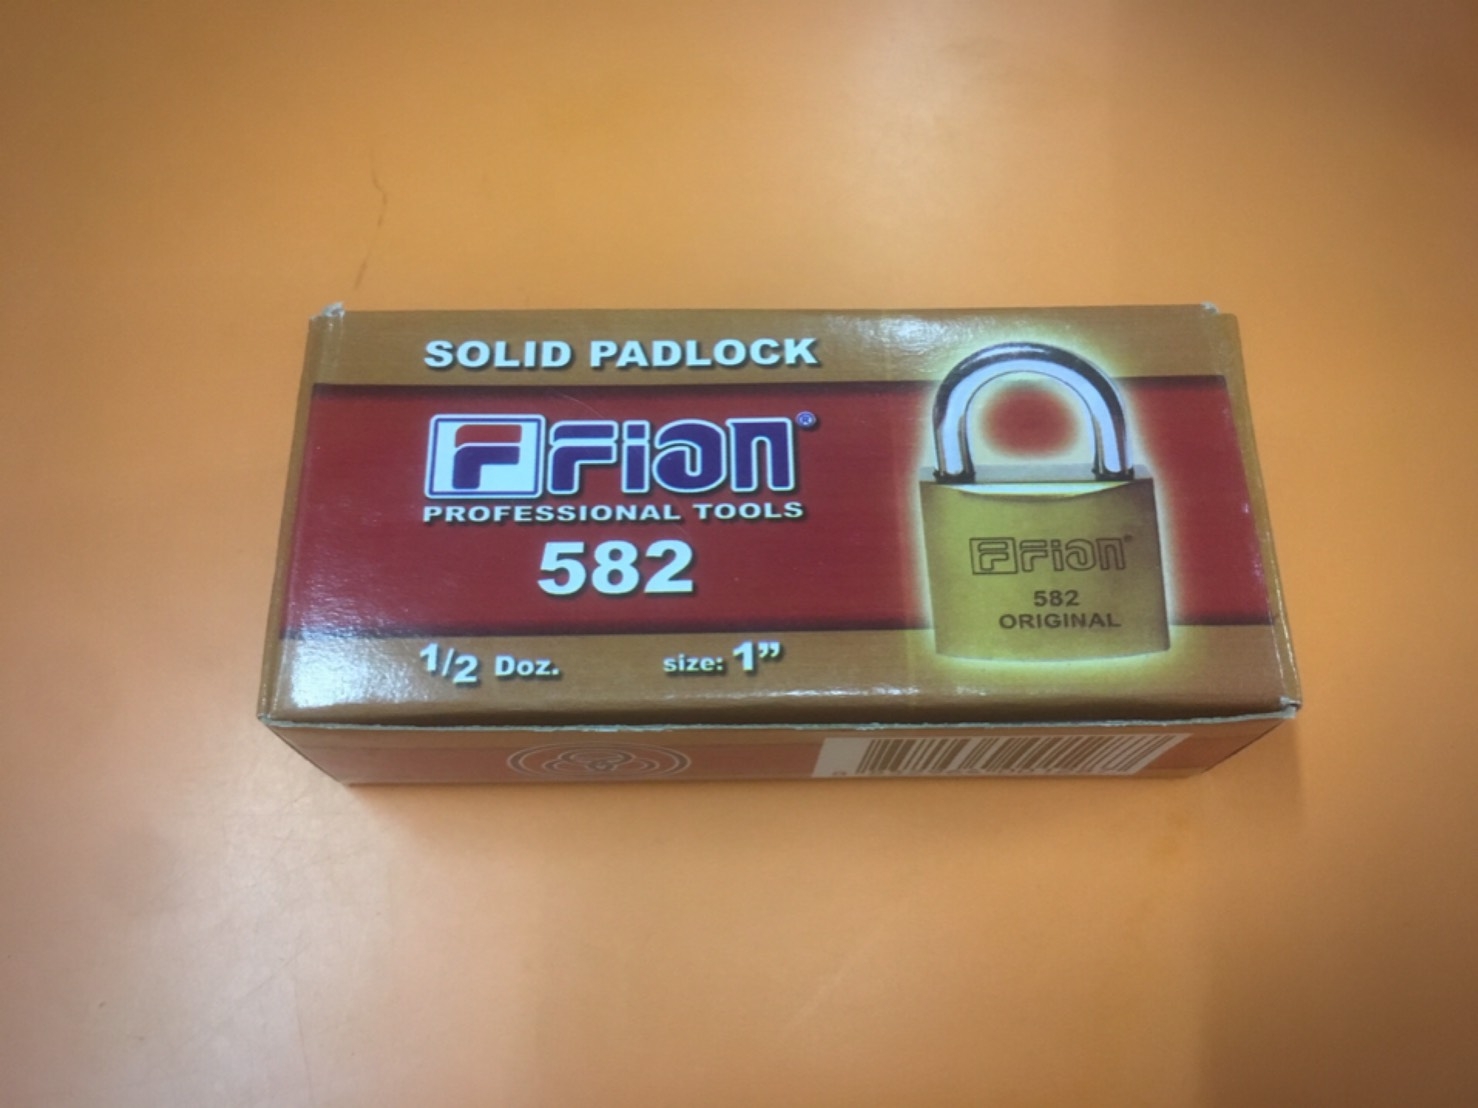 SOLID PADLOCK
F Fion®
PROFESSIONAL TOOLS
582
1/2 Doz. size: 1”
F Fion®
582
ORIGINAL